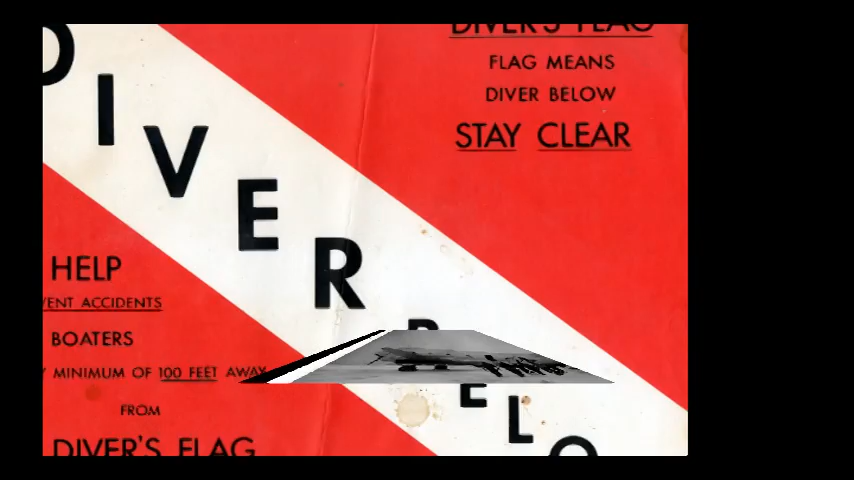 DIVER'S FLAG
FLAG MEANS
DIVER BELOW
STAY CLEAR
DIVER
ELO
HELP
ACCIDENTS
BOATERS
MINIMUM OF 100 FEET AWAY
FROM
DIVER'S FLAG